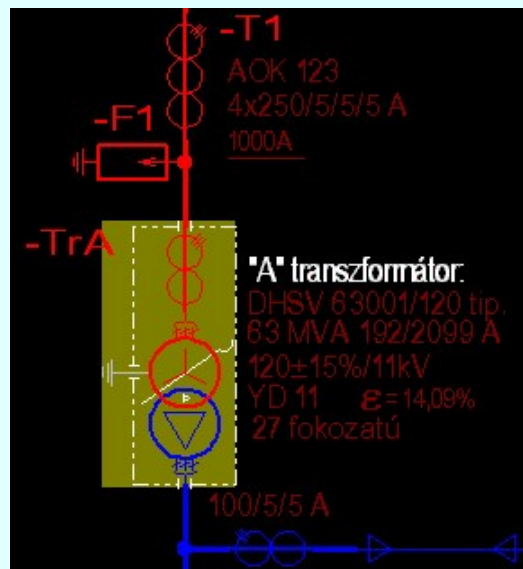 -T1
AOK 123
4x250/5/5/5 A
1000A
-F1
-TrA
"A" transzformátor:
DHSV 63001/120 tip.
63 MVA 192/2099 A
120±15%/11kV
YD 11 ε=14,09%
27 fokozatú
100/5/5 A